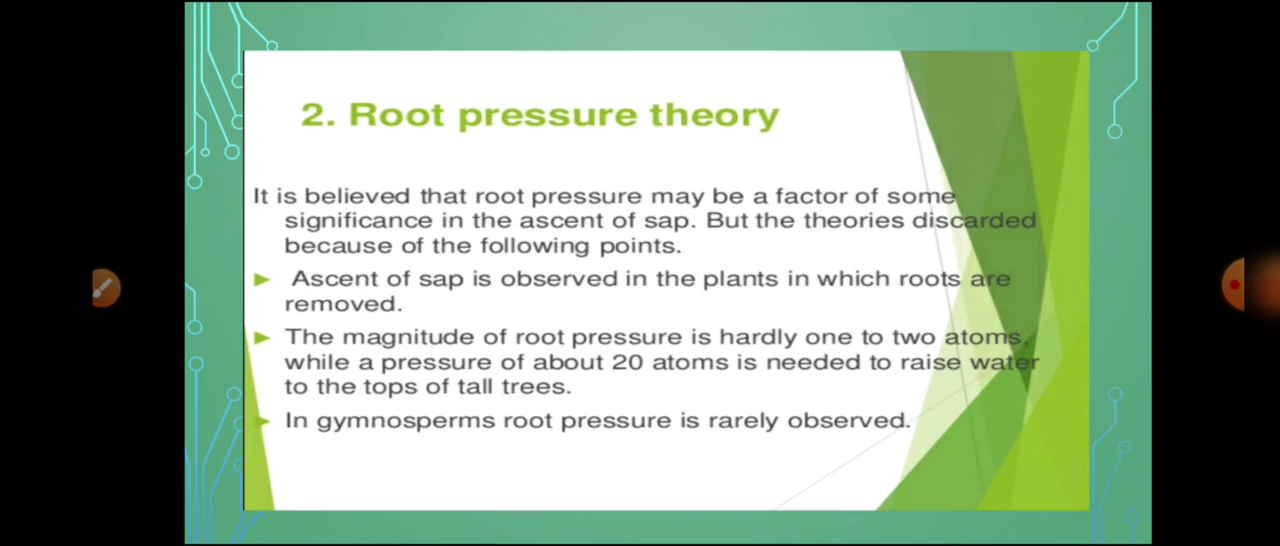 2. Root pressure theory
It is believed that root pressure may be a factor of some
significance in the ascent of sap. But the theories discarded
because of the following points.
Ascent of sap is observed in the plants in which roots are
removed.
The magnitude of root pressure is hardly one to two atoms,
while a pressure of about 20 atoms is needed to raise water
to the tops of tall trees.
In gymnosperms root pressure is rarely observed.